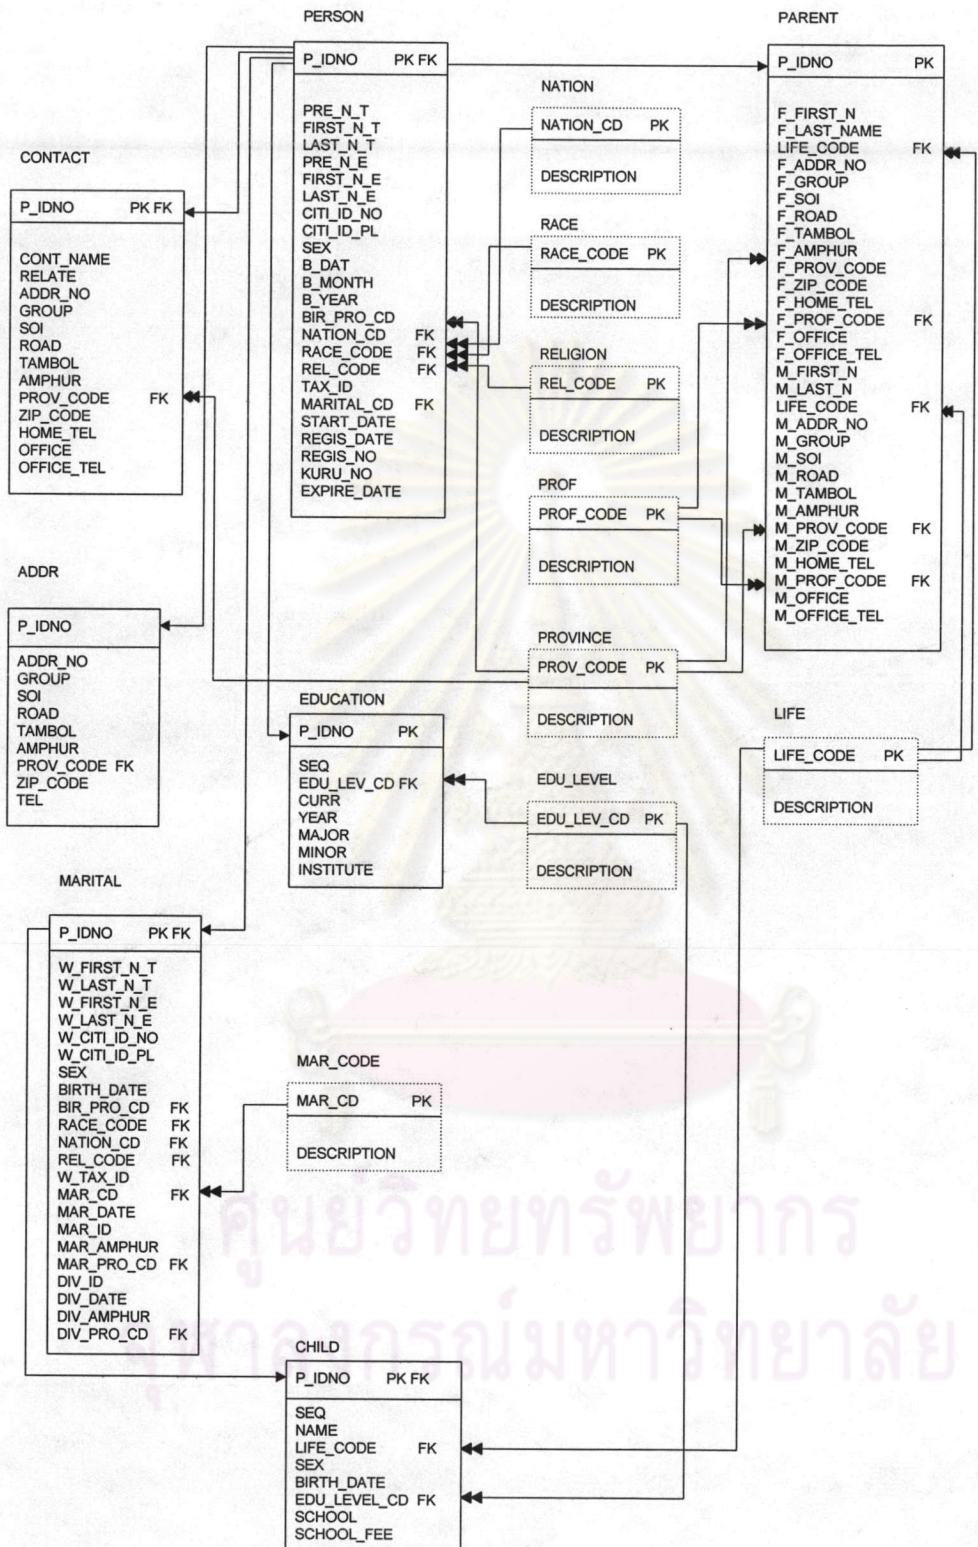 PERSON
P_IDNO PK FK
PRE_N_T
FIRST_N_T
LAST_N_T
PRE_N_E
FIRST_N_E
LAST_N_E
CITI_ID_NO
CITI_ID_PL
SEX
B_DAT
B_MONTH
B_YEAR
BIR_PRO_CD
NATION_CD FK
RACE_CODE FK
REL_CODE FK
TAX_ID
MARITAL_CD FK
START_DATE
REGIS_DATE
REGIS_NO
KURU_NO
EXPIRE_DATE
PARENT
P_IDNO PK
F_FIRST_N
F_LAST_NAME
LIFE_CODE FK
F_ADDR_NO
F_GROUP
F_SOI
F_ROAD
F_TAMBOL
F_AMPHUR
F_PROV_CODE
F_ZIP_CODE
F_HOME_TEL
F_PROF_CODE FK
F_OFFICE
F_OFFICE_TEL
M_FIRST_N
M_LAST_N
LIFE_CODE FK
M_ADDR_NO
M_GROUP
M_SOI
M_ROAD
M_TAMBOL
M_AMPHUR
M_PROV_CODE FK
M_ZIP_CODE
M_HOME_TEL
M_PROF_CODE FK
M_OFFICE
M_OFFICE_TEL
NATION
NATION_CD PK
DESCRIPTION
RACE
RACE_CODE PK
DESCRIPTION
RELIGION
REL_CODE PK
DESCRIPTION
PROF
PROF_CODE PK
DESCRIPTION
PROVINCE
PROV_CODE PK
DESCRIPTION
CONTACT
P_IDNO PK FK
CONT_NAME
RELATE
ADDR_NO
GROUP
SOI
ROAD
TAMBOL
AMPHUR
PROV_CODE FK
ZIP_CODE
HOME_TEL
OFFICE
OFFICE_TEL
ADDR
P_IDNO
ADDR_NO
GROUP
SOI
ROAD
TAMBOL
AMPHUR
PROV_CODE FK
ZIP_CODE
TEL
EDUCATION
P_IDNO PK
SEQ
EDU_LEV_CD FK
CURR
YEAR
MAJOR
MINOR
INSTITUTE
EDU_LEVEL
EDU_LEV_CD PK
DESCRIPTION
LIFE
LIFE_CODE PK
DESCRIPTION
MARITAL
P_IDNO PK FK
W_FIRST_N_T
W_LAST_N_T
W_FIRST_N_E
W_LAST_N_E
W_CITI_ID_NO
W_CITI_ID_PL
SEX
BIRTH_DATE
BIR_PRO_CD FK
RACE_CODE FK
NATION_CD FK
REL_CODE FK
W_TAX_ID
MAR_CD FK
MAR_DATE
MAR_ID
MAR_AMPHUR
MAR_PRO_CD FK
DIV_ID
DIV_DATE
DIV_AMPHUR
DIV_PRO_CD FK
MAR_CODE
MAR_CD PK
DESCRIPTION
ศูนย์วิทยทรัพยากร
จุฬาลงกรณ์มหาวิทยาลัย
CHILD
P_IDNO PK FK
SEQ
NAME
LIFE_CODE FK
SEX
BIRTH_DATE
EDU_LEVEL_CD FK
SCHOOL
SCHOOL_FEE